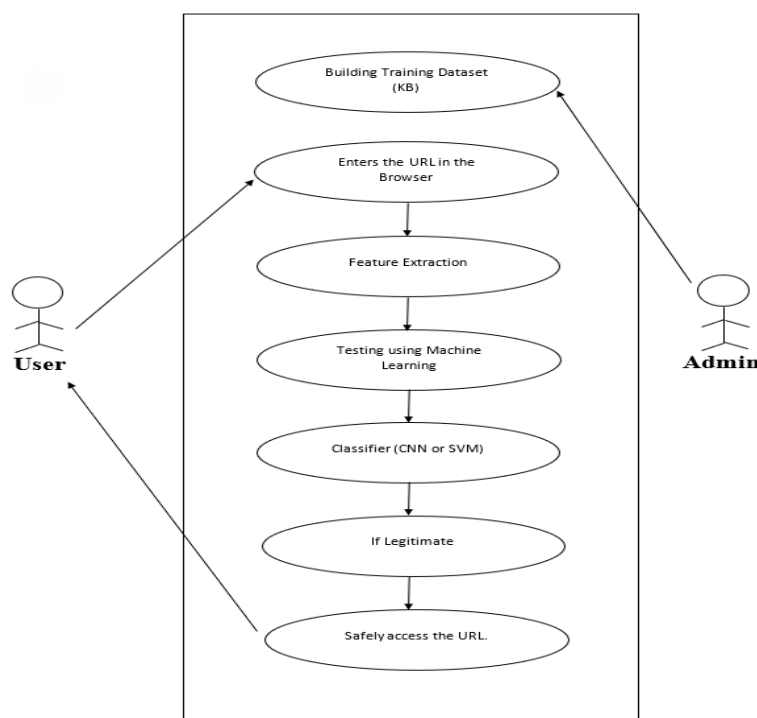 Building Training Dataset
(KB)
Enters the URL in the
Browser
Feature Extraction
User
Admin
Testing using Machine
Learning
Classifier (CNN or SVM)
If Legitimate
Safely access the URL.